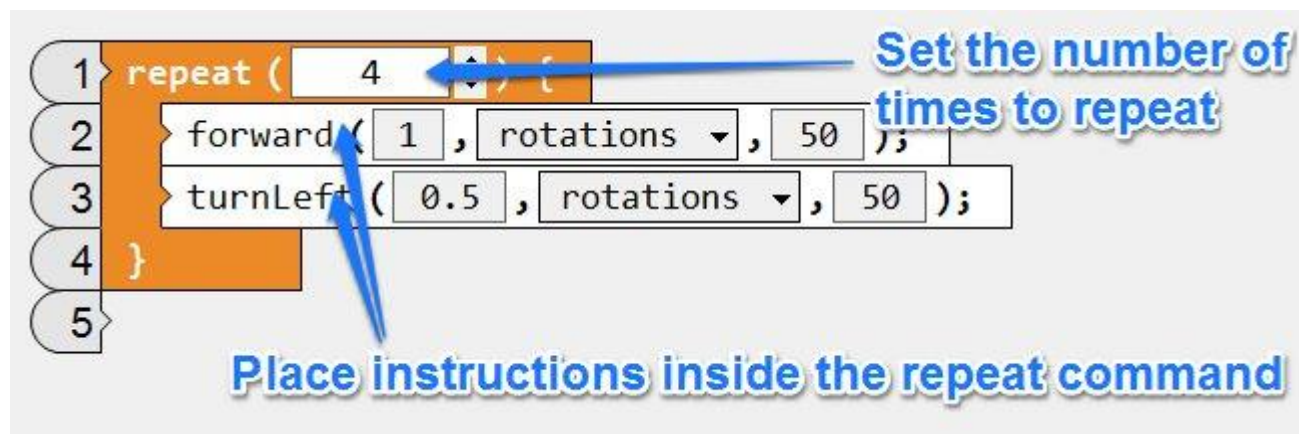 1 repeat ( 4 ) {
Set the number of
times to repeat
2 forward ( 1 , rotations , 50 );
3 turnLeft ( 0.5 , rotations , 50 );
4 }
5
Place instructions inside the repeat command